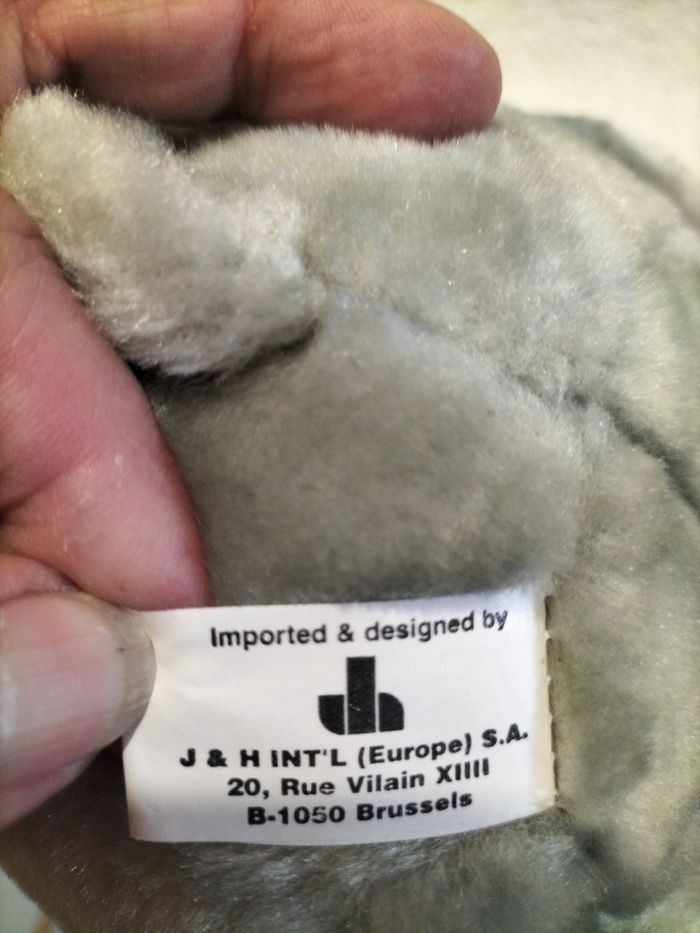 Imported & designed by
J & H INT'L (Europe) S.A.
20, Rue Vilain XIIII
B-1050 Brussels